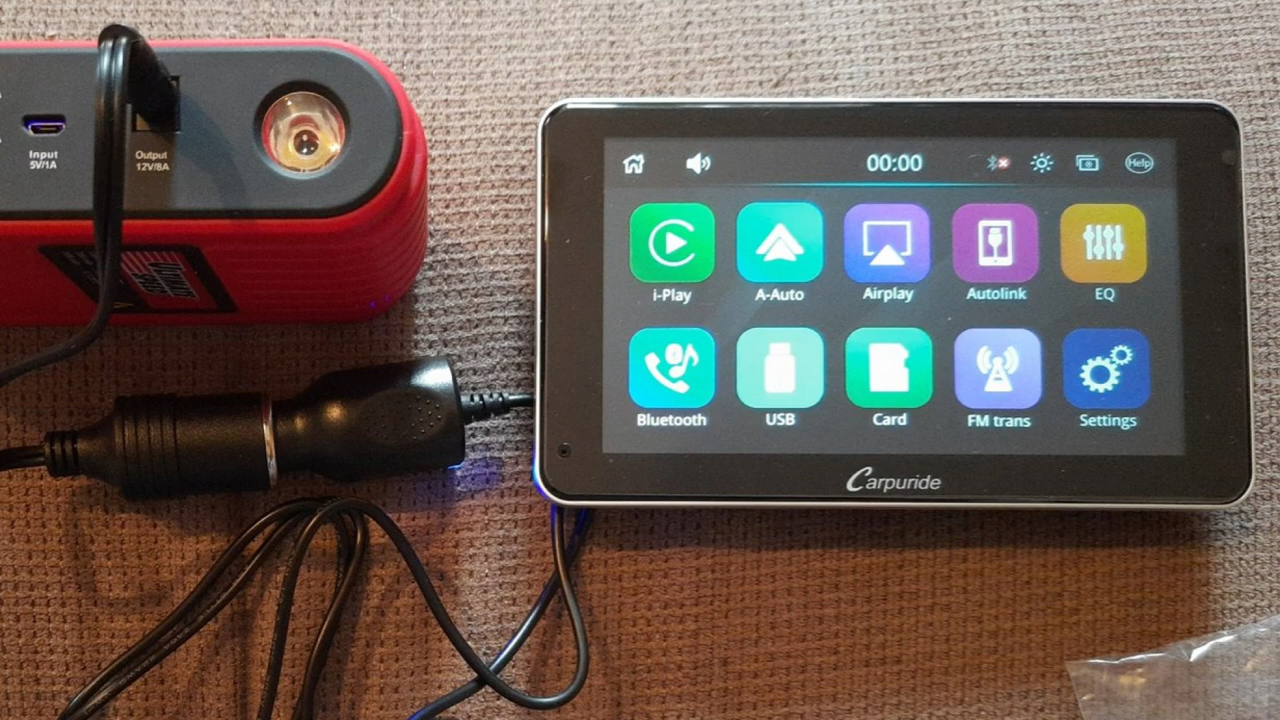 Input
5V/1A
Output
12V/8A
00:00
Help
i-Play
A-Auto
Airplay
Autolink
EQ
Bluetooth
USB
Card
FM trans
Settings
Carpuride